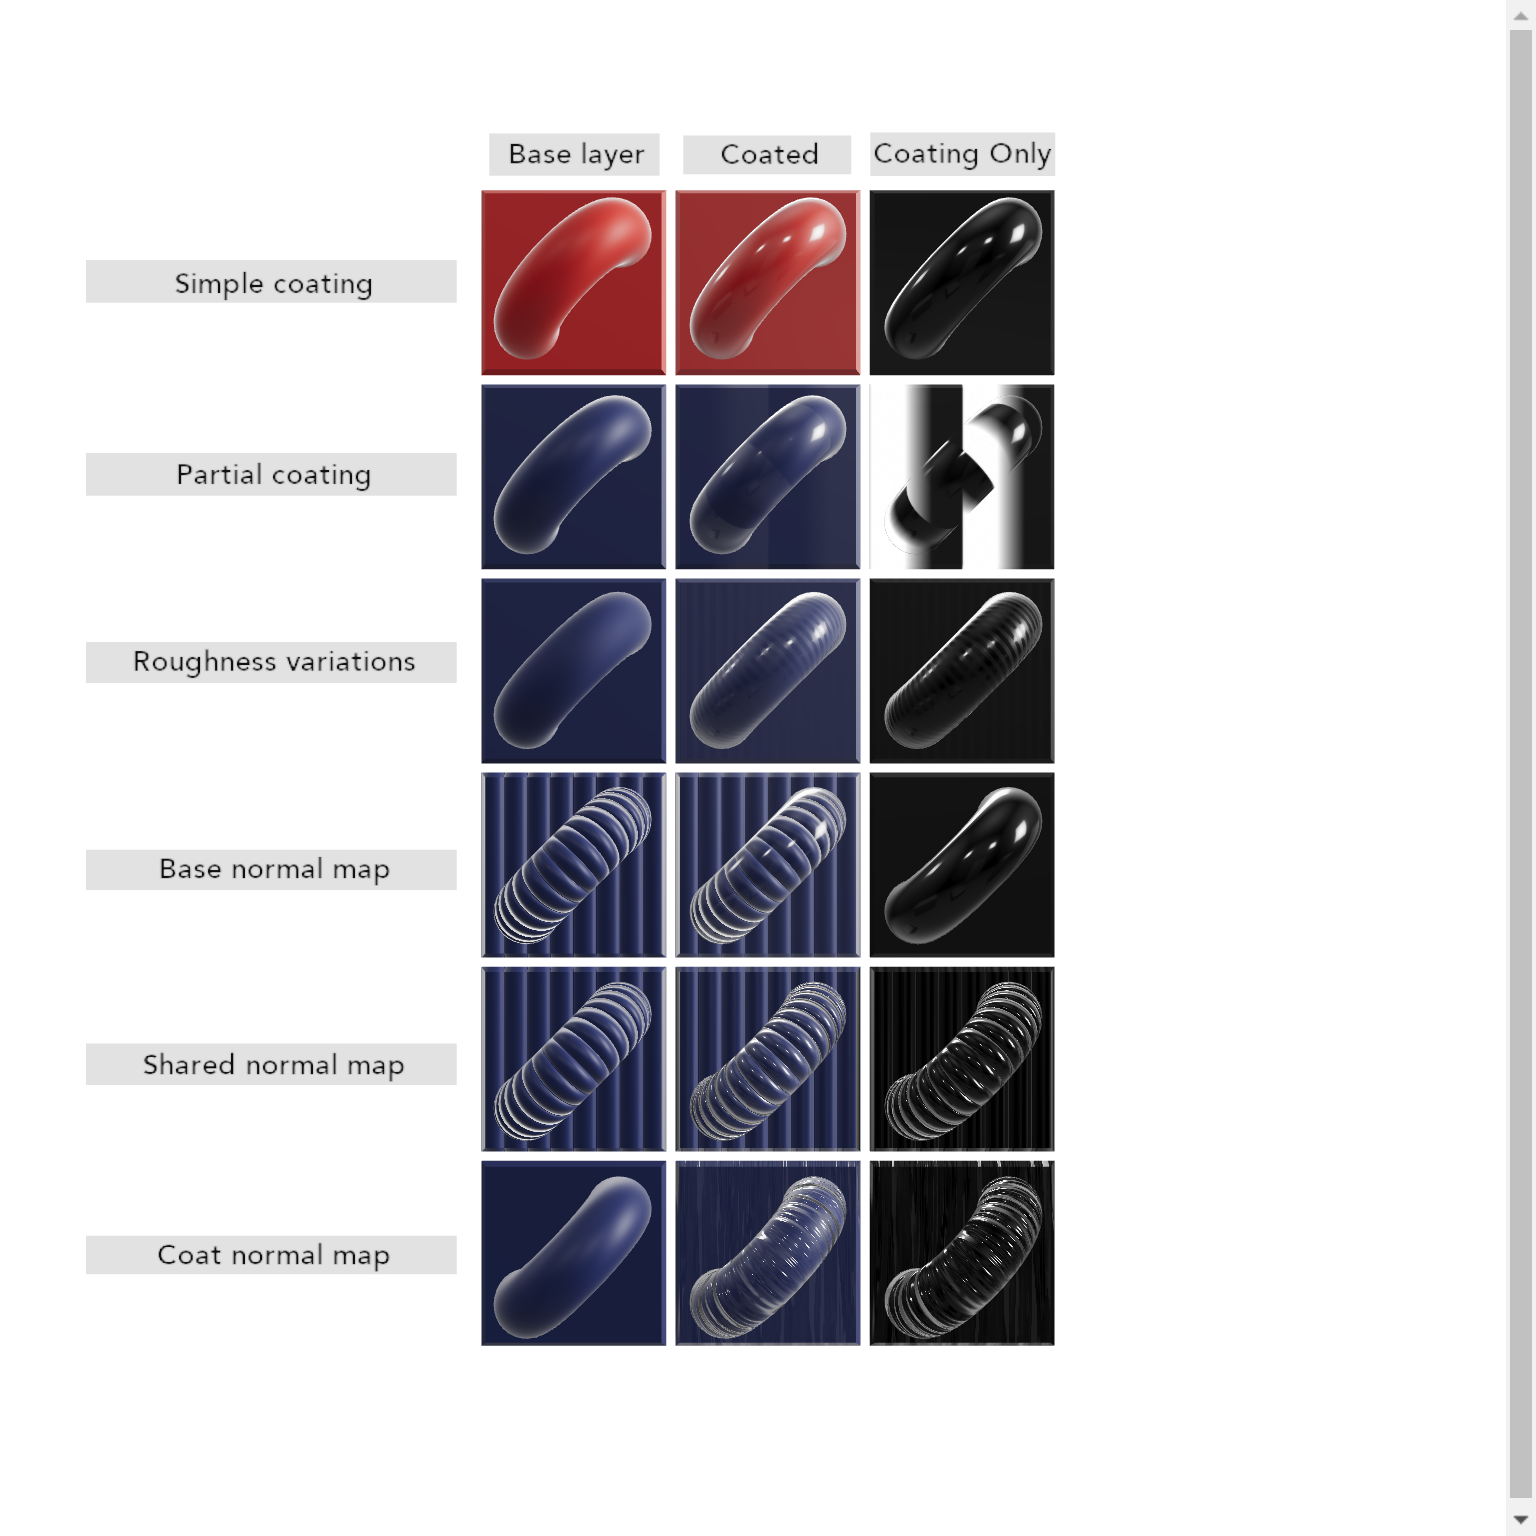 Base layer
Coated
Coating Only
Simple coating
Partial coating
Roughness variations
Base normal map
Shared normal map
Coat normal map